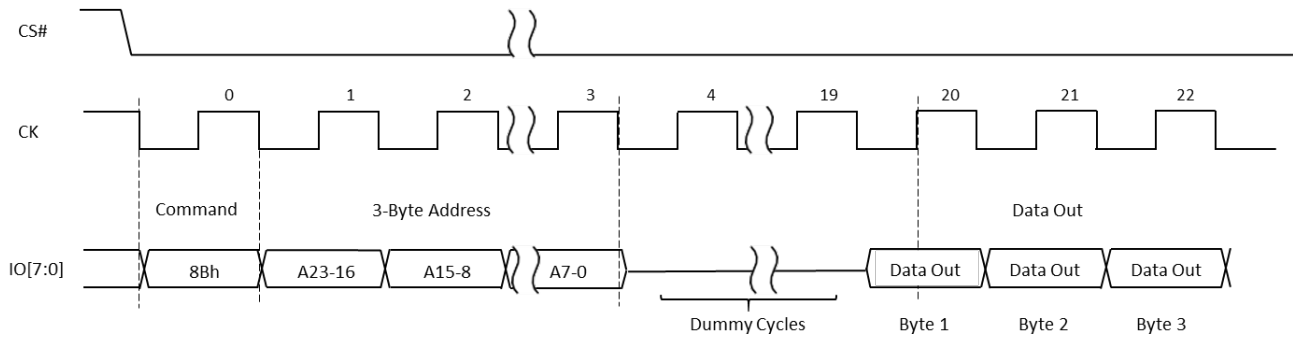 CS#
0 1 2 3 4 19 20 21 22
CK
Command 3-Byte Address Data Out
IO[7:0] 8Bh A23-16 A15-8 A7-0 Data Out Data Out Data Out
Dummy Cycles Byte 1 Byte 2 Byte 3